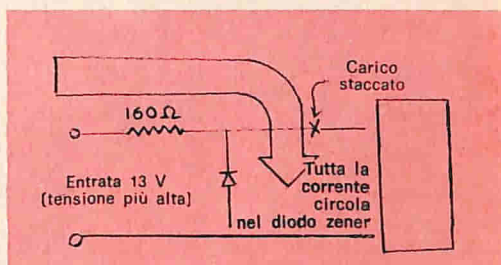 Carico
staccato
160Ω
Entrata 13 V
(tensione più alta)
Tutta la
corrente
circola
nel diodo zener